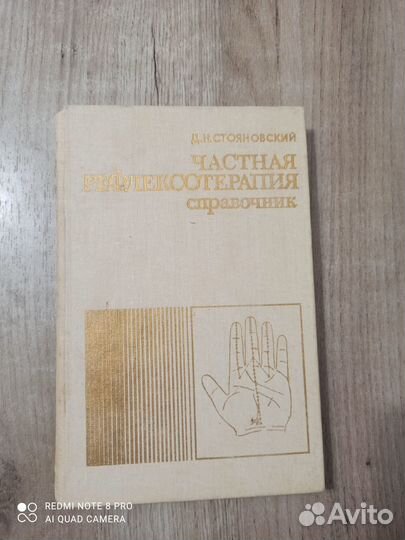 Д.Н.СТОЯНОВСКИЙ
ЧАСТНАЯ
РЕФЛЕКСОТЕРАПИЯ
справочник
REDMI NOTE 8 PRO
AI QUAD CAMERA
Avito